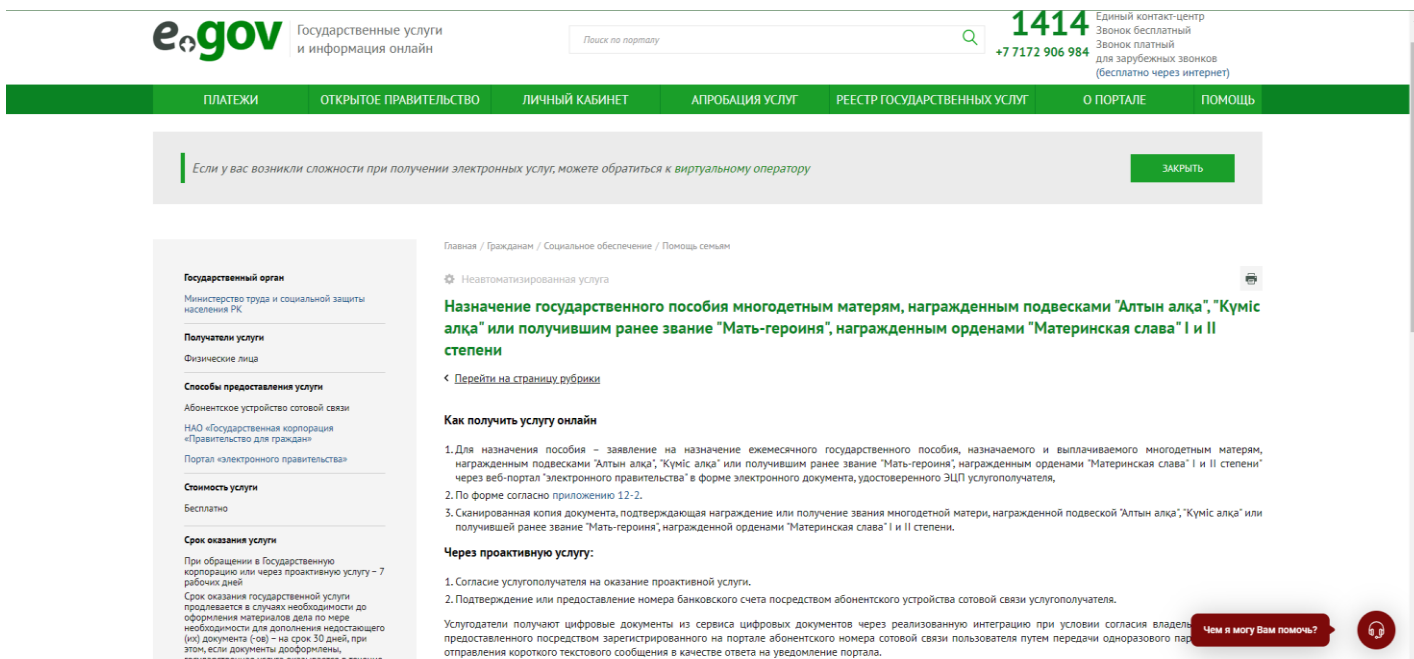 e.gov
Государственные услуги
и информация онлайн
Поиск по порталу
1414
+7 7172 906 984
Единый контакт-центр
Звонок бесплатный
Звонок платный
для зарубежных звонков
(бесплатно через интернет)
ПЛАТЕЖИ ОТКРЫТОЕ ПРАВИТЕЛЬСТВО ЛИЧНЫЙ КАБИНЕТ АПРОБАЦИЯ УСЛУГ РЕЕСТР ГОСУДАРСТВЕННЫХ УСЛУГ О ПОРТАЛЕ ПОМОЩЬ
Если у вас возникли сложности при получении электронных услуг, можете обратиться к виртуальному оператору
ЗАКРЫТЬ
Государственный орган
Министерство труда и социальной защиты
населения РК
Получатели услуги
Физические лица
Способы предоставления услуги
Абонентское устройство сотовой связи
НАО «Государственная корпорация
«Правительство для граждан»
Портал «электронного правительства»
Стоимость услуги
Бесплатно
Срок оказания услуги
При обращении в Государственную
корпорацию или через проактивную услугу – 7
рабочих дней
Срок оказания государственной услуги
продлевается в случаях необходимости до
оформления материалов дела по мере
необходимости для дополнения недостающего
(их) документа (-ов) – на срок 30 дней, при
этом, если документы дооформлены,
Главная / Гражданам / Социальное обеспечение / Помощь семьям
Неавтоматизированная услуга
Назначение государственного пособия многодетным матерям, награжденным подвесками "Алтын алқа", "Күміс
алқа" или получившим ранее звание "Мать-героиня", награжденным орденами "Материнская слава" I и II
степени
Перейти на страницу рубрики
Как получить услугу онлайн
1. Для назначения пособия – заявление на назначение ежемесячного государственного пособия, назначаемого и выплачиваемого многодетным матерям,
награжденным подвесками "Алтын алқа", "Күміс алқа" или получившим ранее звание "Мать-героиня", награжденным орденами "Материнская слава" I и II степени"
через веб-портал "электронного правительства" в форме электронного документа, удостоверенного ЭЦП услугополучателя,
2. По форме согласно приложению 12-2.
3. Сканированная копия документа, подтверждающая награждение или получение звания многодетной матери, награжденной подвеской "Алтын алқа", "Күміс алқа" или
получившей ранее звание "Мать-героиня", награжденной орденами "Материнская слава" I и II степени.
Через проактивную услугу:
1. Согласие услугополучателя на оказание проактивной услуги.
2. Подтверждение или предоставление номера банковского счета посредством абонентского устройства сотовой связи услугополучателя.
Услугодатели получают цифровые документы из сервиса цифровых документов через реализованную интеграцию при условии согласия владель
предоставленного посредством зарегистрированного на портале абонентского номера сотовой связи пользователя путем передачи одноразового пар
отправления короткого текстового сообщения в качестве ответа на уведомление портала.
Чем я могу Вам помочь?